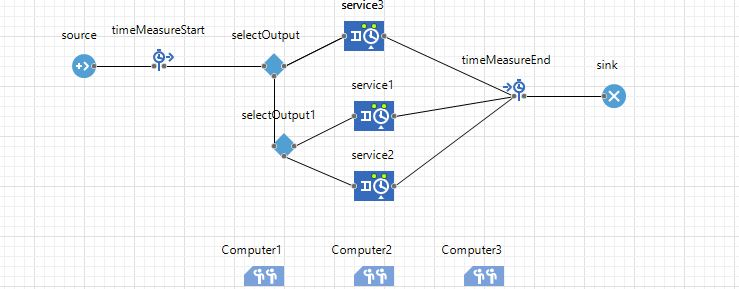 service3
source
timeMeasureStart
selectOutput
timeMeasureEnd
sink
service1
selectOutput1
service2
Computer1
Computer2
Computer3